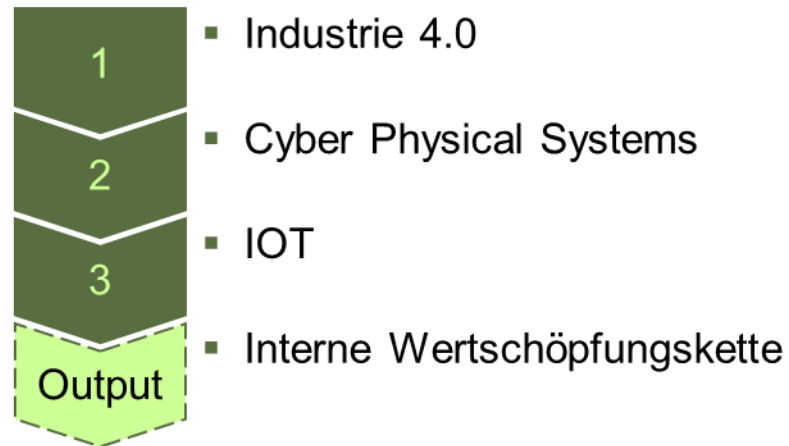 1
Industrie 4.0
2
Cyber Physical Systems
3
IOT
Output
Interne Wertschöpfungskette